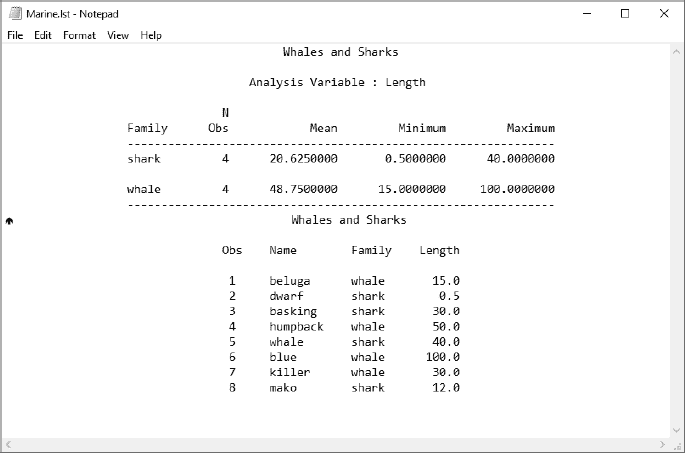 Marine.lst - Notepad
File Edit Format View Help
Whales and Sharks
Analysis Variable : Length
N
Family Obs Mean Minimum Maximum
--------------------------------------------------------------
shark 4 20.6250000 0.5000000 40.0000000
whale 4 48.7500000 15.0000000 100.0000000
--------------------------------------------------------------
Whales and Sharks
Obs Name Family Length
1 beluga whale 15.0
2 dwarf shark 0.5
3 basking shark 30.0
4 humpback whale 50.0
5 whale shark 40.0
6 blue whale 100.0
7 killer whale 30.0
8 mako shark 12.0